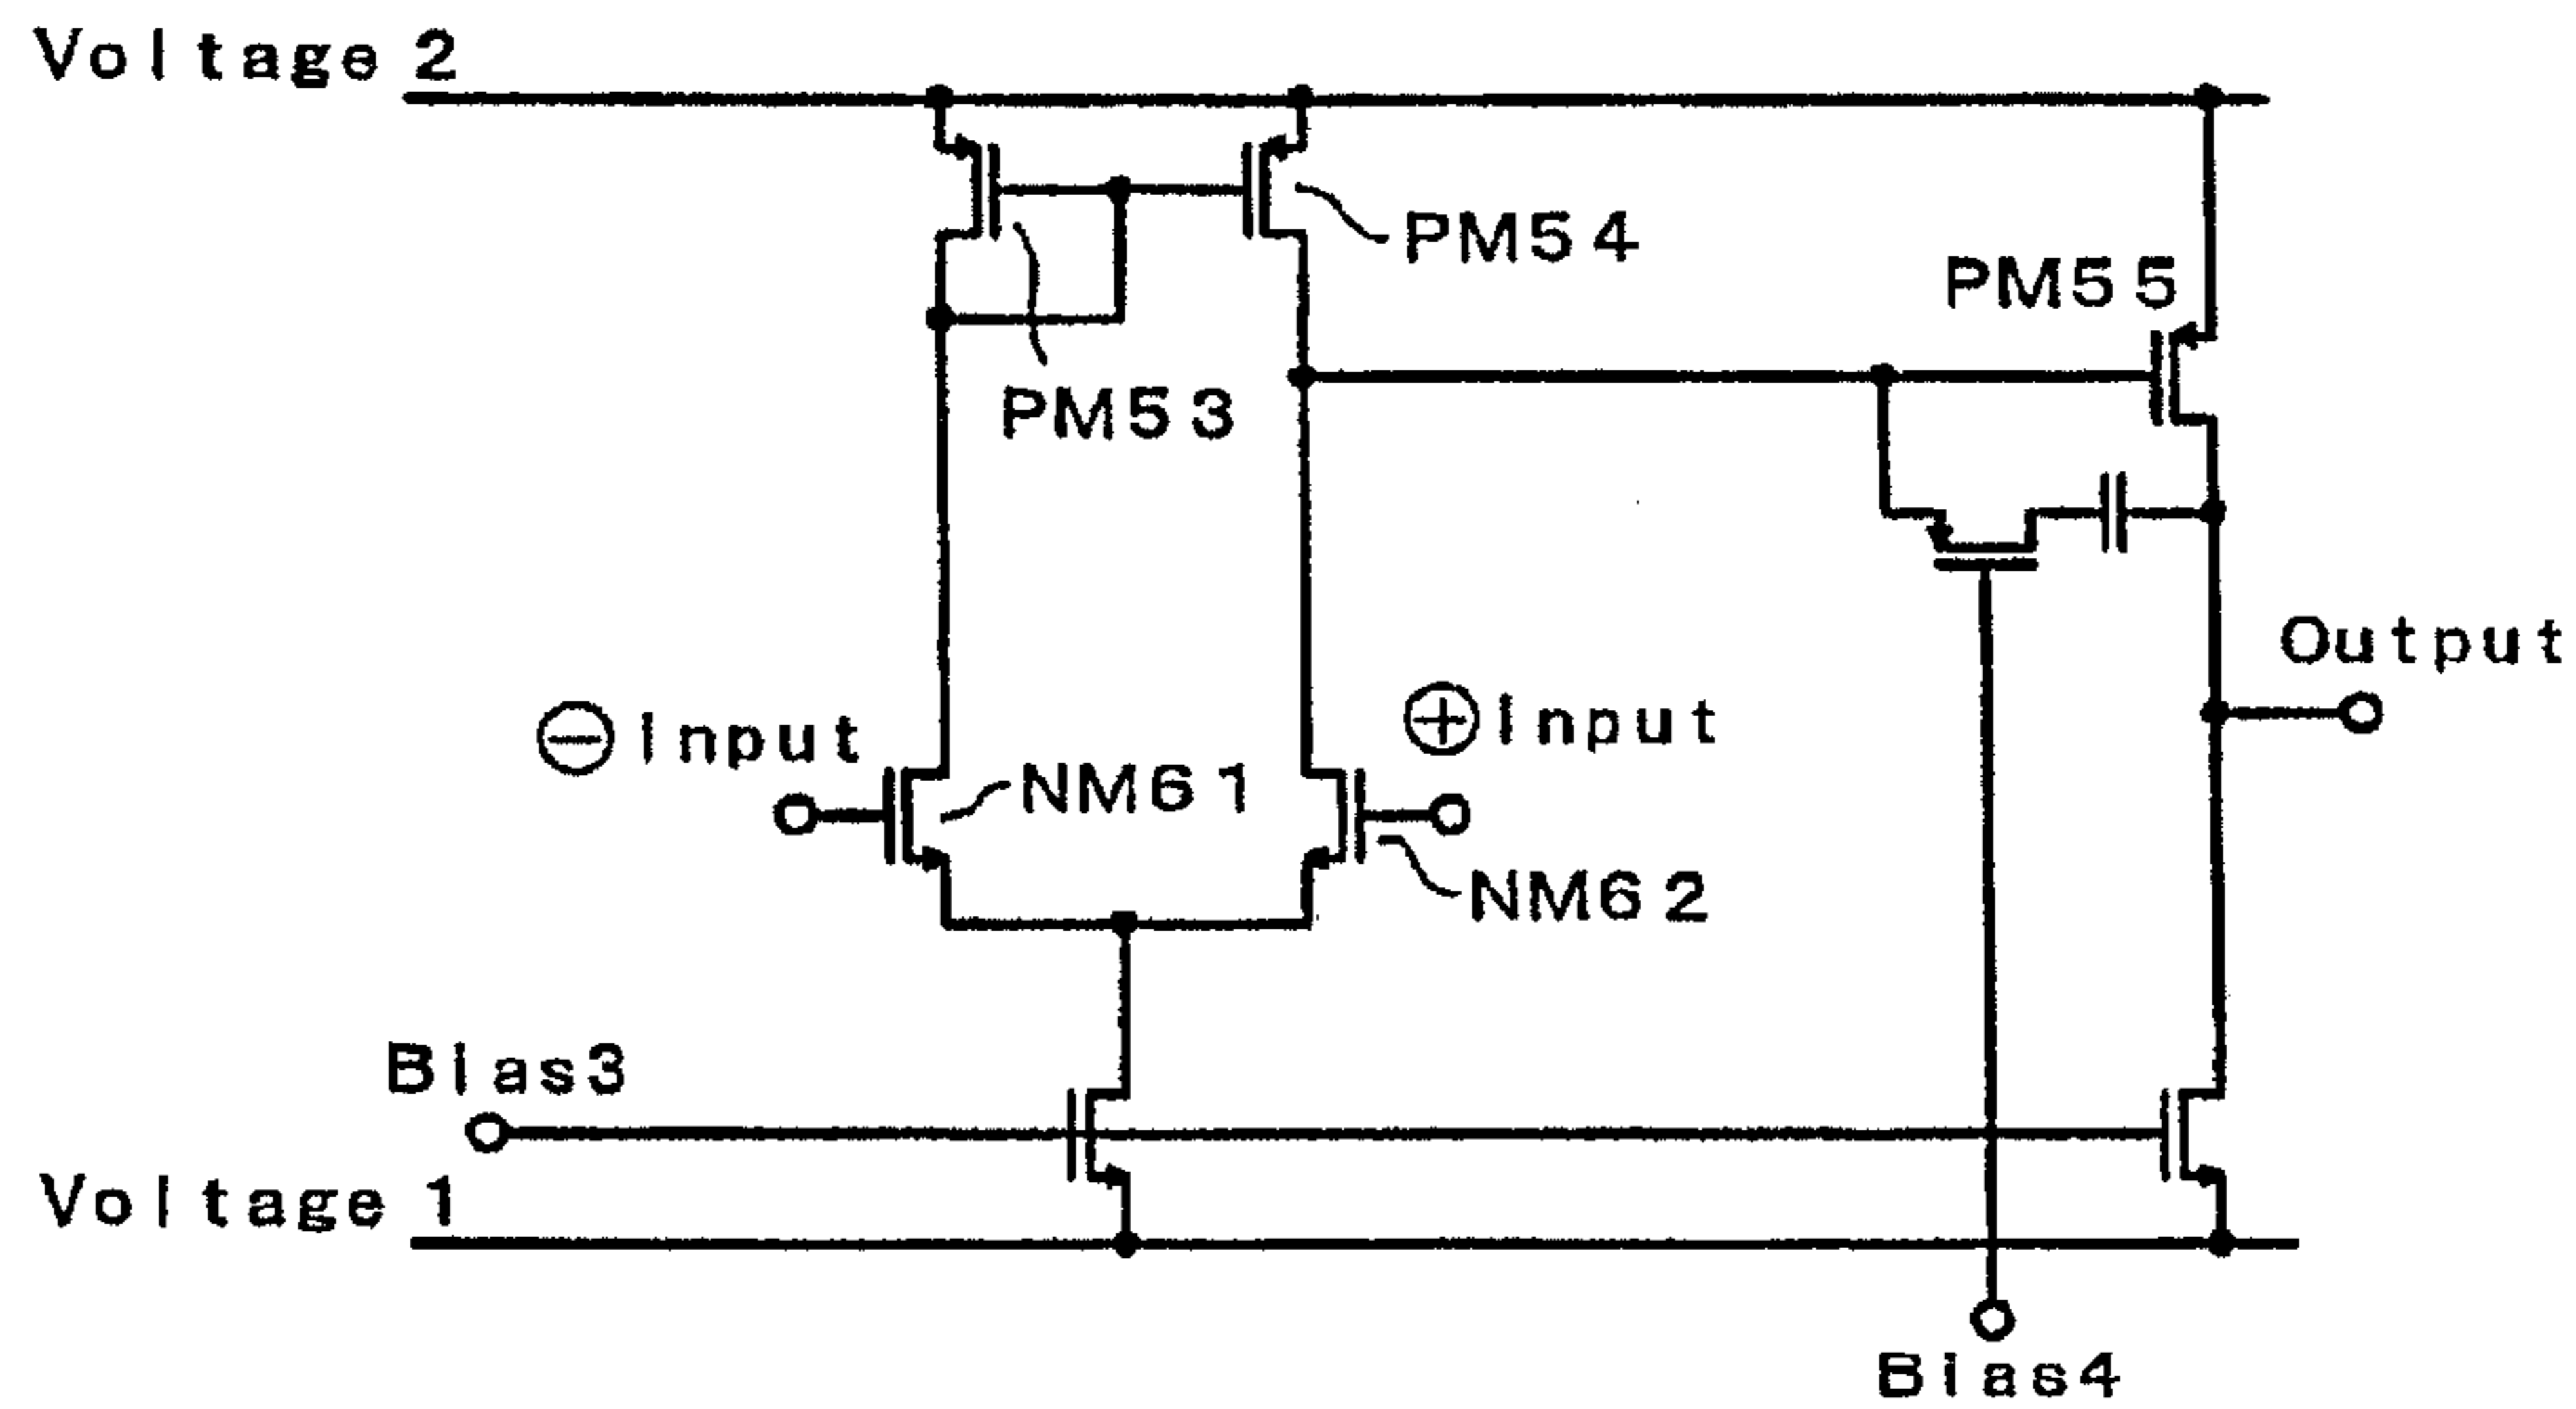 Voltage 2
PM54
PM55
PM53
Output
⊖ Input
⊕ Input
NM61
NM62
Bias3
Voltage 1
Bias4